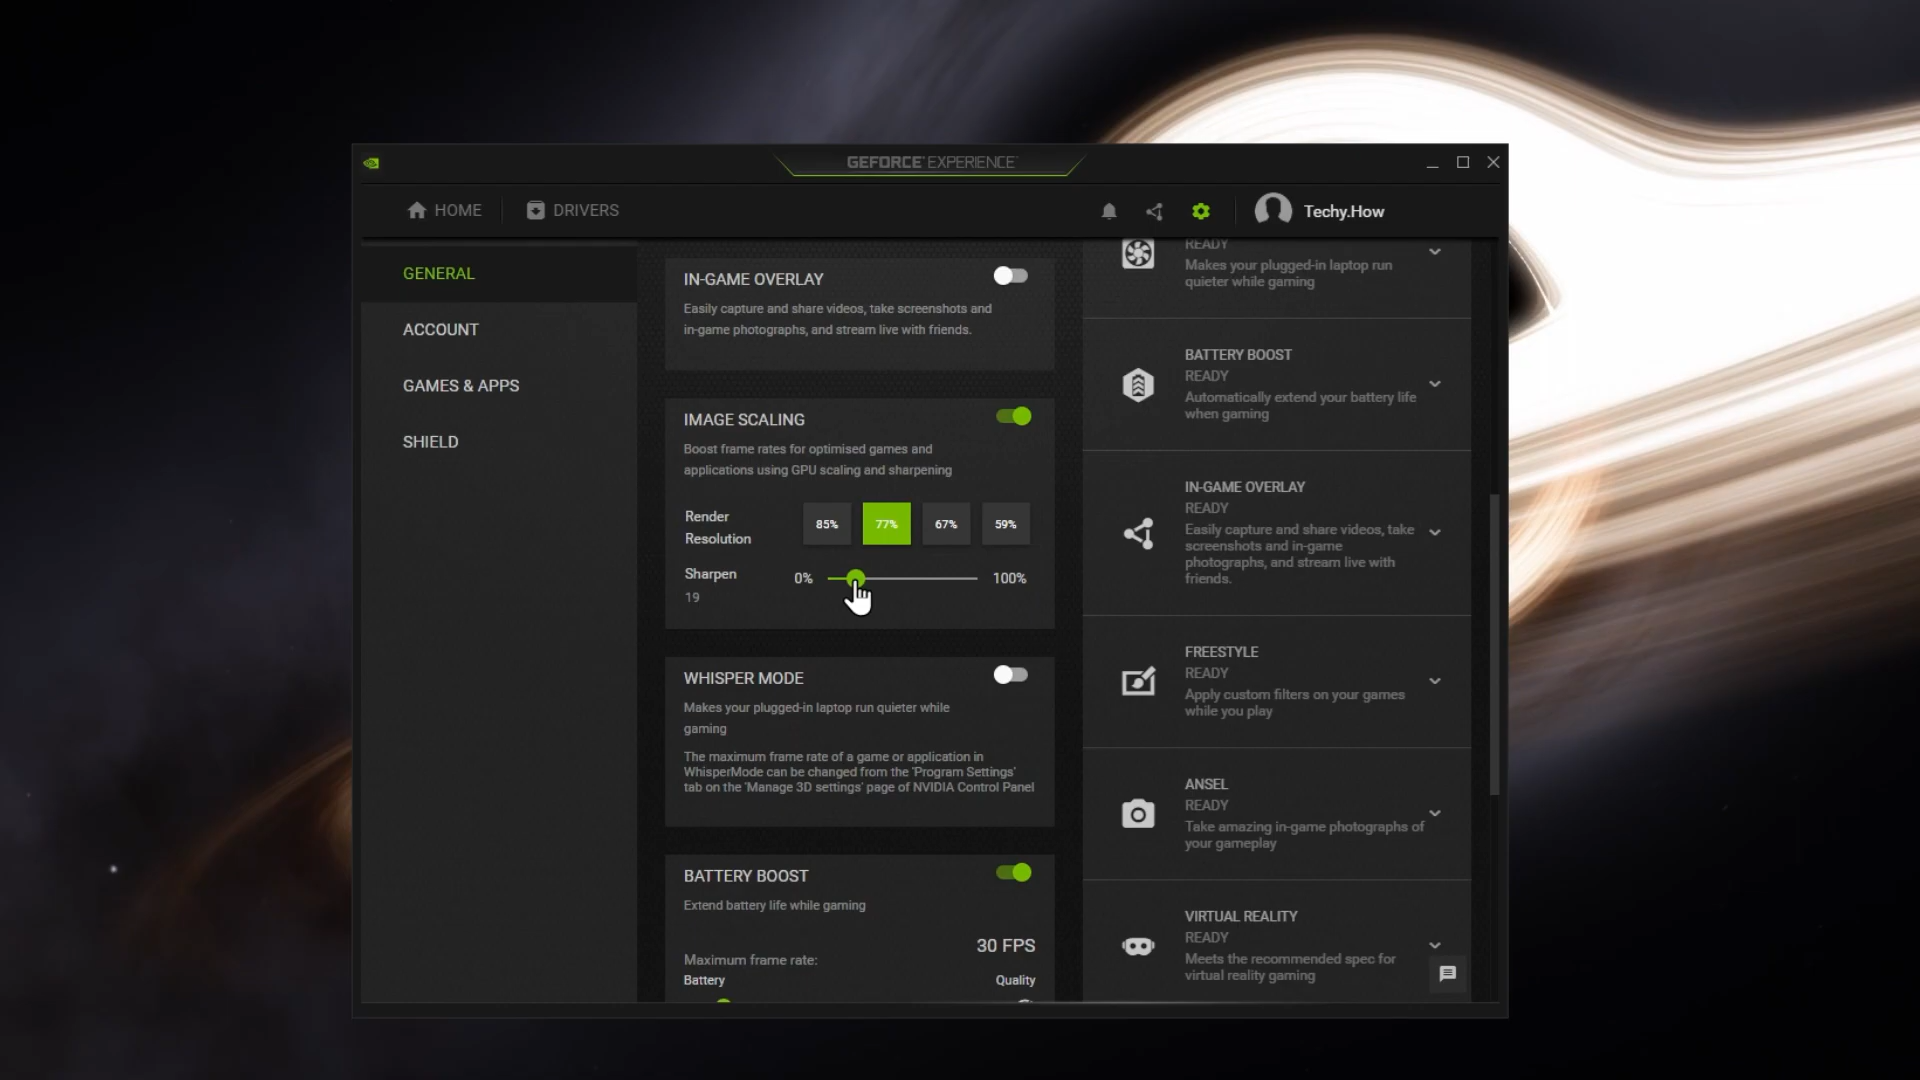 GEFORCE EXPERIENCE
HOME
DRIVERS
Techy.How
GENERAL
ACCOUNT
GAMES & APPS
SHIELD
IN-GAME OVERLAY
Easily capture and share videos, take screenshots and
in-game photographs, and stream live with friends.
IMAGE SCALING
Boost frame rates for optimised games and
applications using GPU scaling and sharpening
Render
Resolution
85%
77%
67%
59%
Sharpen
19
0%
100%
WHISPER MODE
Makes your plugged-in laptop run quieter while
gaming
The maximum frame rate of a game or application in
WhisperMode can be changed from the 'Program Settings'
tab on the 'Manage 3D settings' page of NVIDIA Control Panel
BATTERY BOOST
Extend battery life while gaming
30 FPS
Maximum frame rate:
Battery
Quality
READY
Makes your plugged-in laptop run
quieter while gaming
BATTERY BOOST
READY
Automatically extend your battery life
when gaming
IN-GAME OVERLAY
READY
Easily capture and share videos, take
screenshots and in-game
photographs, and stream live with
friends.
FREESTYLE
READY
Apply custom filters on your games
while you play
ANSEL
READY
Take amazing in-game photographs of
your gameplay
VIRTUAL REALITY
READY
Meets the recommended spec for
virtual reality gaming